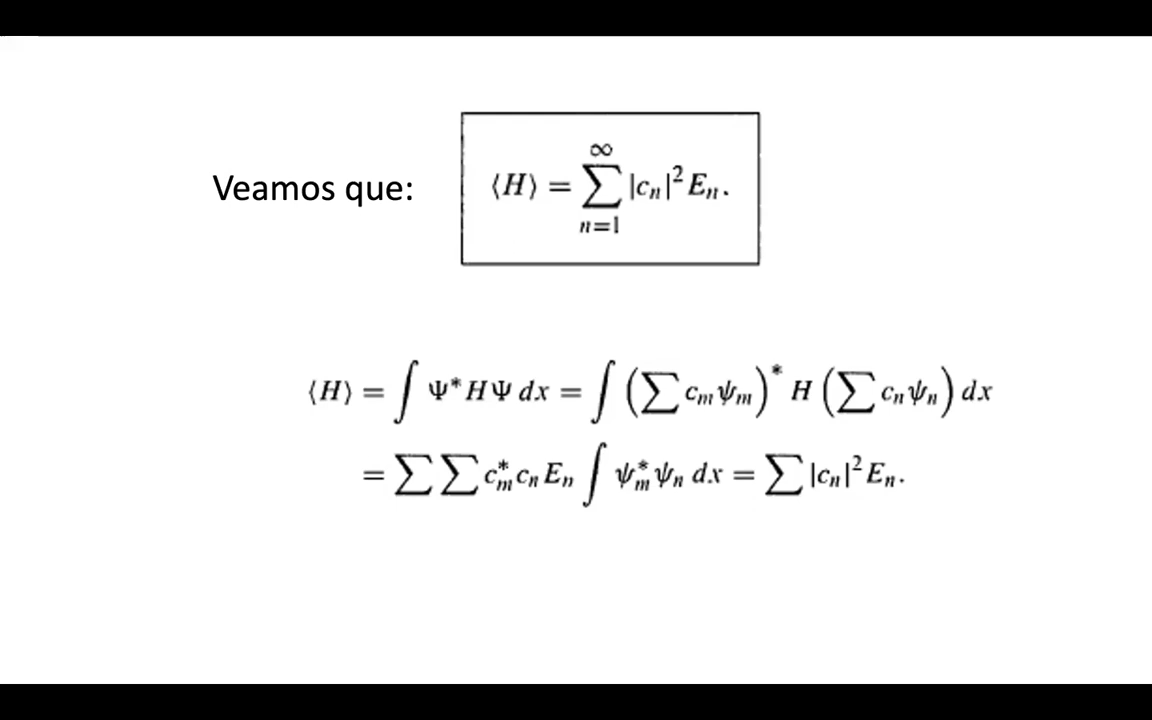 Veamos que:
⟨H⟩ = ∑_{n=1}^{∞} |c_n|² E_n.
⟨H⟩ = ∫ Ψ* H Ψ dx = ∫ (∑ c_m ψ_m)* H (∑ c_n ψ_n) dx
= ∑ ∑ c_m* c_n E_n ∫ ψ_m* ψ_n dx = ∑ |c_n|² E_n.